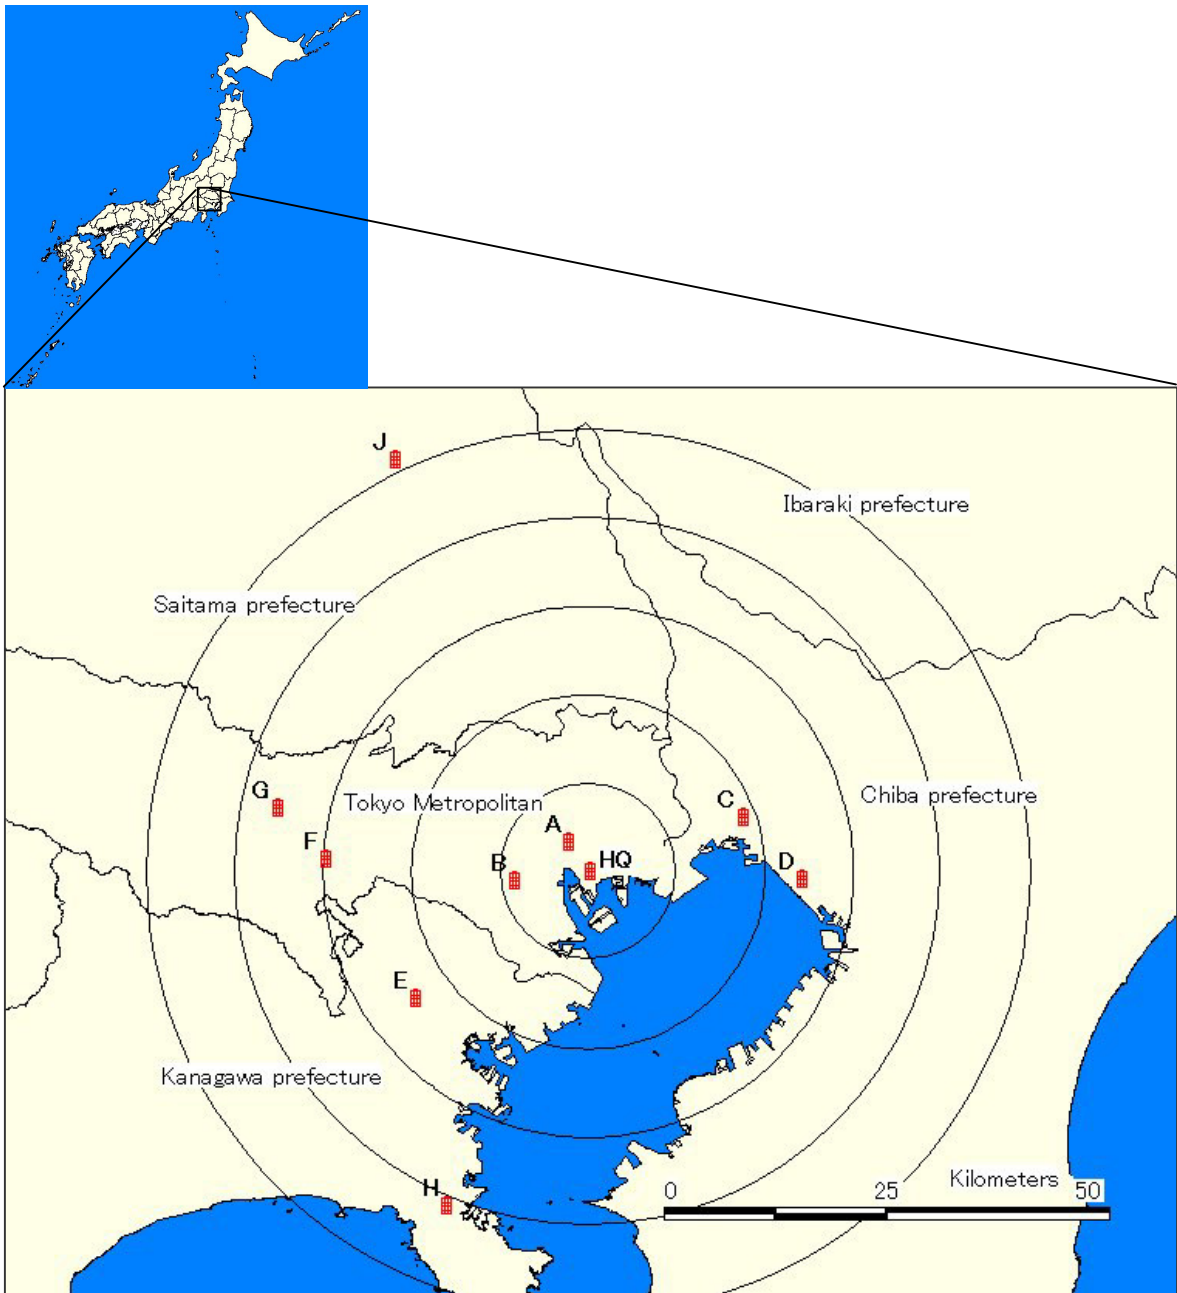 J
Ibaraki prefecture
Saitama prefecture
G
Tokyo Metropolitan
C
Chiba prefecture
F
A
B
HQ
D
E
Kanagawa prefecture
H
0 25 Kilometers 50